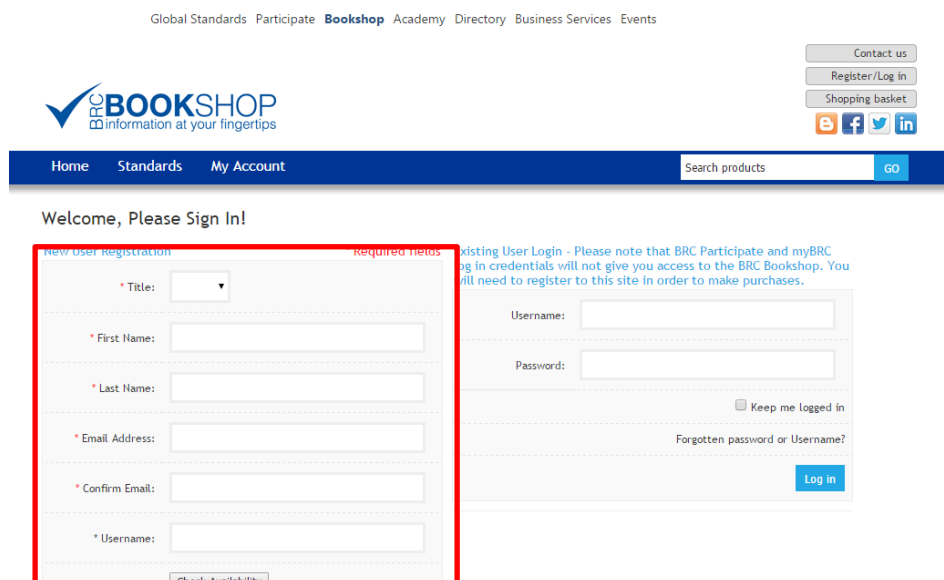 Global Standards Participate Bookshop Academy Directory Business Services Events
Contact us
Register/Log in
Shopping basket
BRC BOOKSHOP
information at your fingertips
Home Standards My Account
Search products GO
Welcome, Please Sign In!
New User Registration * Required fields
* Title:
* First Name:
* Last Name:
* Email Address:
* Confirm Email:
* Username:
Check Availability
Existing User Login - Please note that BRC Participate and myBRC
log in credentials will not give you access to the BRC Bookshop. You
will need to register to this site in order to make purchases.
Username:
Password:
Keep me logged in
Forgotten password or Username?
Log in